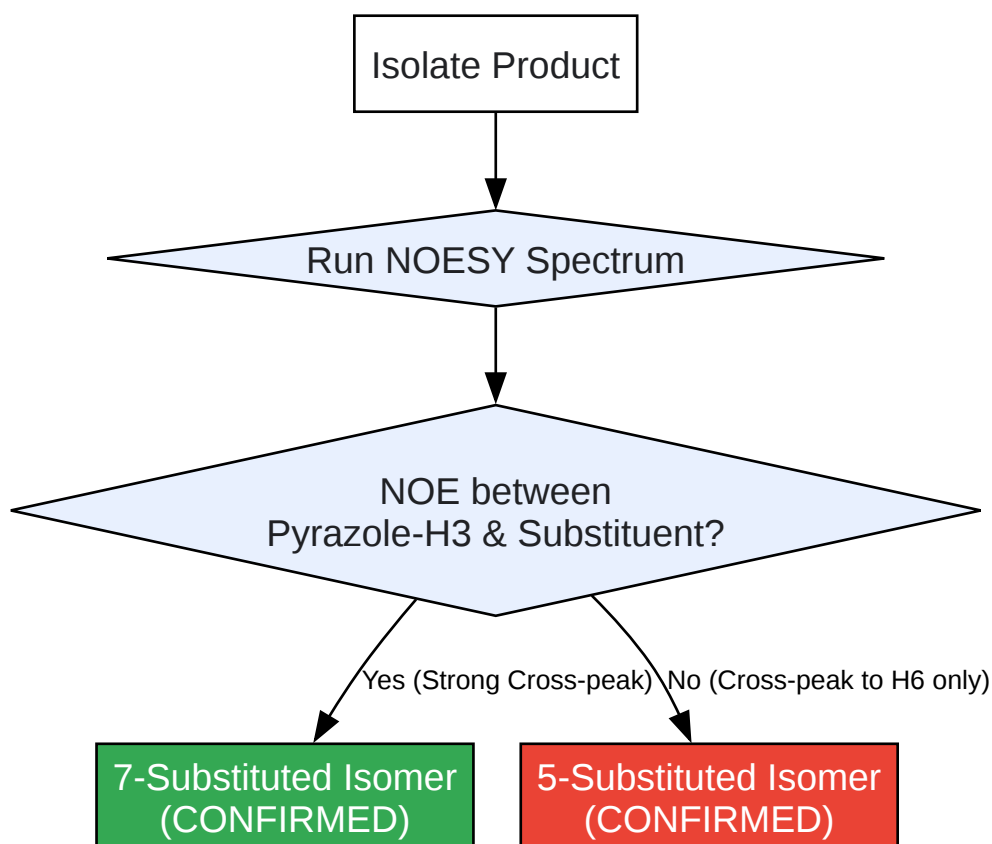 Isolate Product
Run NOESY Spectrum
NOE between
Pyrazole-H3 & Substituent?
Yes (Strong Cross-peak)
No (Cross-peak to H6 only)
7-Substituted Isomer
(CONFIRMED)
5-Substituted Isomer
(CONFIRMED)